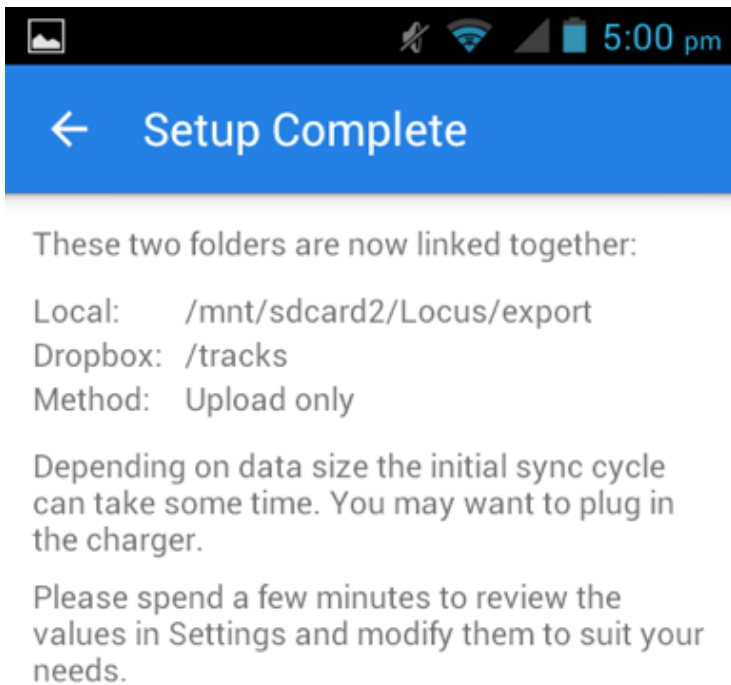 5:00 pm
Setup Complete
These two folders are now linked together:
Local: /mnt/sdcard2/Locus/export
Dropbox: /tracks
Method: Upload only
Depending on data size the initial sync cycle
can take some time. You may want to plug in
the charger.
Please spend a few minutes to review the
values in Settings and modify them to suit your
needs.